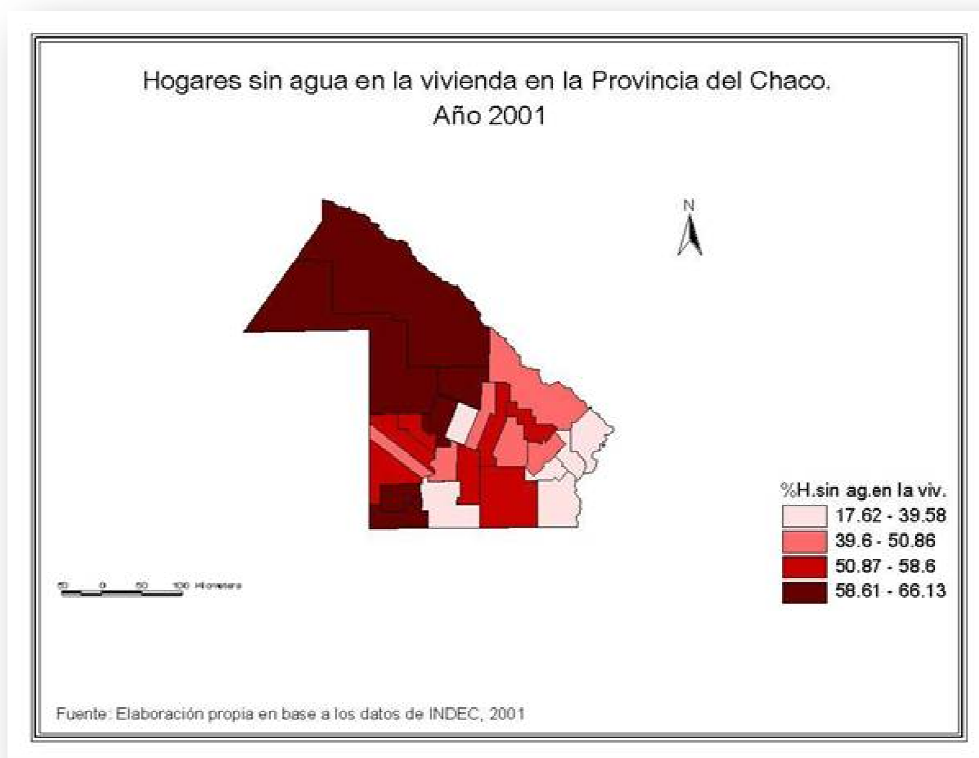 Hogares sin agua en la vivienda en la Provincia del Chaco.
Año 2001
N
%H.sin ag.en la viv.
17.62 - 39.58
39.6 - 50.86
50.87 - 58.6
58.61 - 66.13
50 0 50 100 Kilometers
Fuente: Elaboración propia en base a los datos de INDEC, 2001